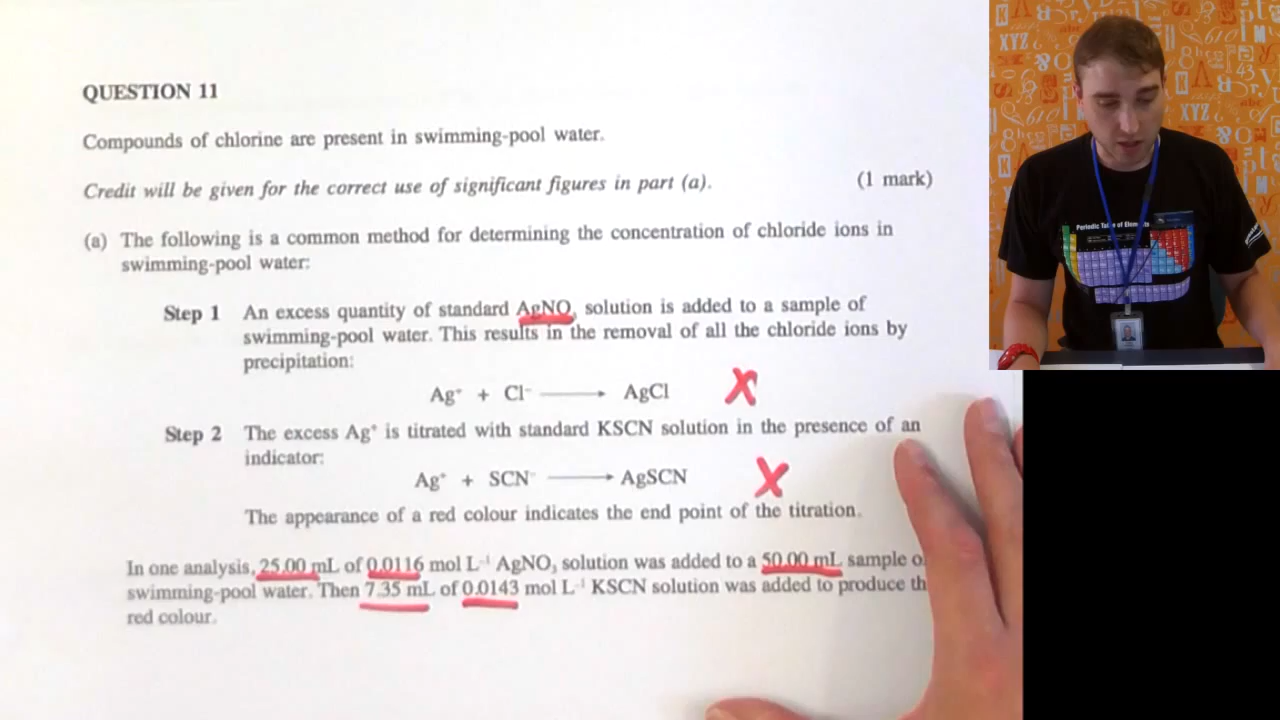 QUESTION 11
Compounds of chlorine are present in swimming-pool water.
Credit will be given for the correct use of significant figures in part (a). (1 mark)
(a) The following is a common method for determining the concentration of chloride ions in
swimming-pool water:
Step 1 An excess quantity of standard AgNO₃ solution is added to a sample of
swimming-pool water. This results in the removal of all the chloride ions by
precipitation:
Ag⁺ + Cl⁻ ⟶ AgCl X
Step 2 The excess Ag⁺ is titrated with standard KSCN solution in the presence of an
indicator:
Ag⁺ + SCN⁻ ⟶ AgSCN X
The appearance of a red colour indicates the end point of the titration.
In one analysis, 25.00 mL of 0.0116 mol L⁻¹ AgNO₃ solution was added to a 50.00 mL sample o
swimming-pool water. Then 7.35 mL of 0.0143 mol L⁻¹ KSCN solution was added to produce th
red colour.
Periodic Table of Elements
XYZ
abc
XYZ